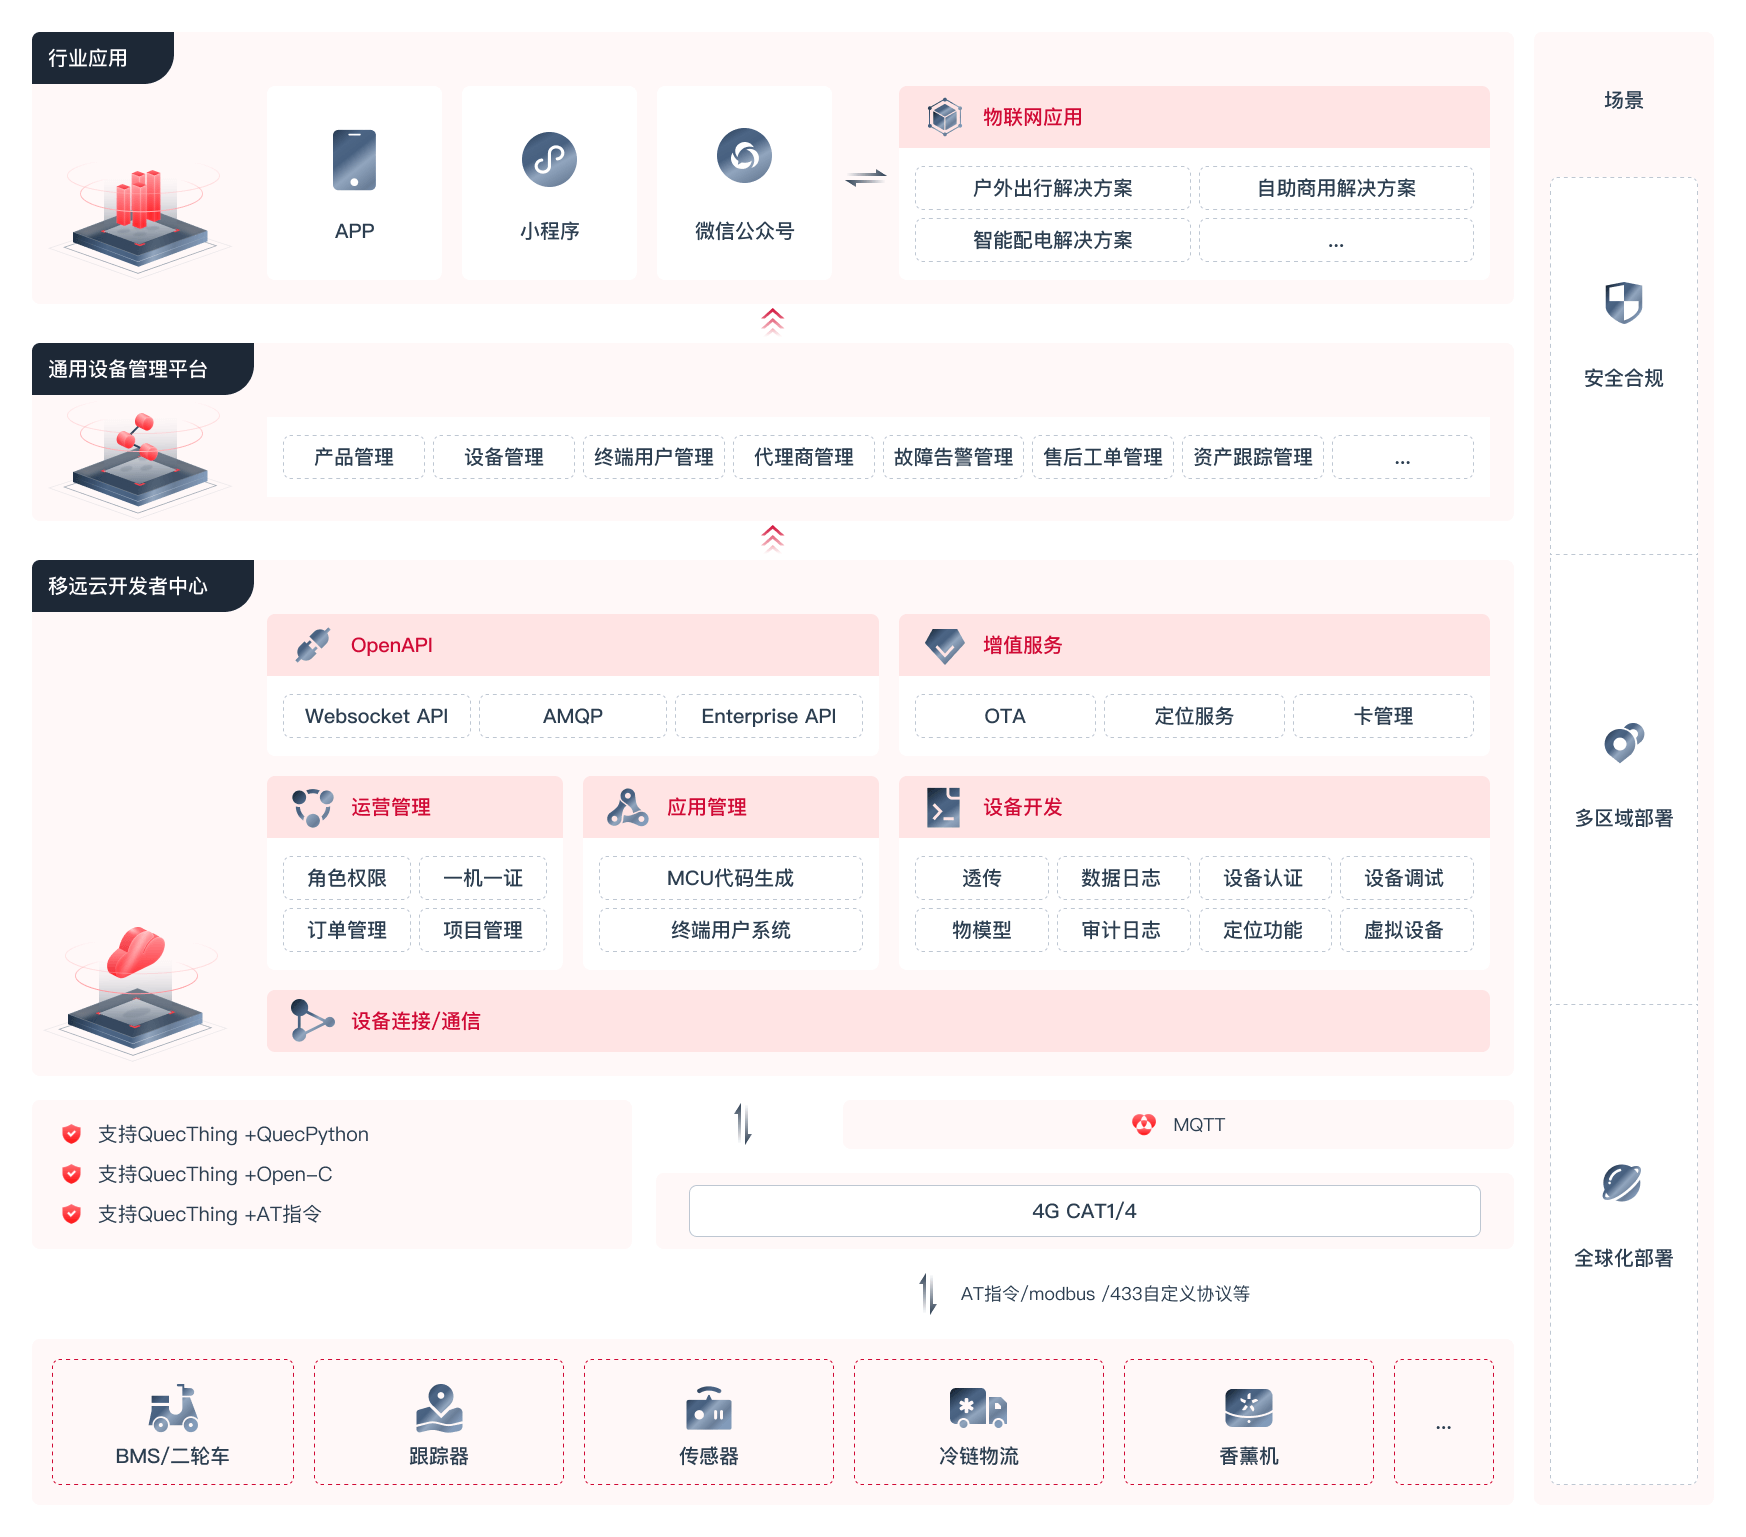 行业应用
APP
小程序
微信公众号
物联网应用
户外出行解决方案
自助商用解决方案
智能配电解决方案
...
通用设备管理平台
产品管理
设备管理
终端用户管理
代理商管理
故障告警管理
售后工单管理
资产跟踪管理
...
移远云开发者中心
OpenAPI
Websocket API
AMQP
Enterprise API
增值服务
OTA
定位服务
卡管理
运营管理
角色权限
一机一证
订单管理
项目管理
应用管理
MCU代码生成
终端用户系统
设备开发
透传
数据日志
设备认证
设备调试
物模型
审计日志
定位功能
虚拟设备
设备连接/通信
支持QuecThing +QuecPython
支持QuecThing +Open-C
支持QuecThing +AT指令
MQTT
4G CAT1/4
AT指令/modbus /433自定义协议等
BMS/二轮车
跟踪器
传感器
冷链物流
香薰机
...
场景
安全合规
多区域部署
全球化部署